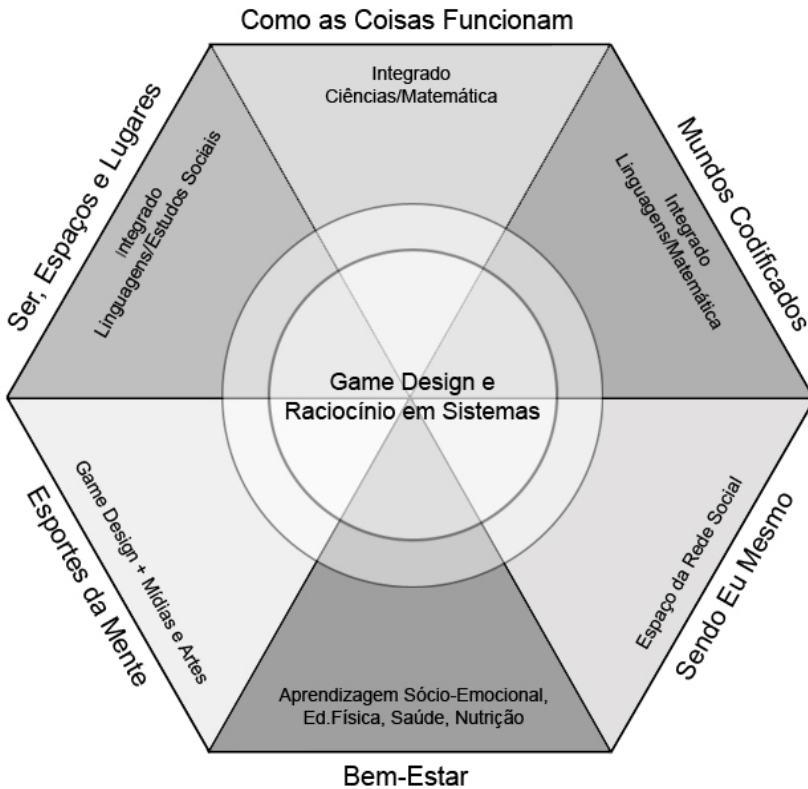 Como as Coisas Funcionam
Integrado
Ciências/Matemática
Ser, Espaços e Lugares
Integrado
Linguagens/Estudos Sociais
Mundos Codificados
Integrado
Linguagens/Matemática
Game Design e
Raciocínio em Sistemas
Esportes da Mente
Game Design + Mídias e Artes
Espaço da Rede Social
Sendo Eu Mesmo
Aprendizagem Sócio-Emocional,
Ed.Física, Saúde, Nutrição
Bem-Estar